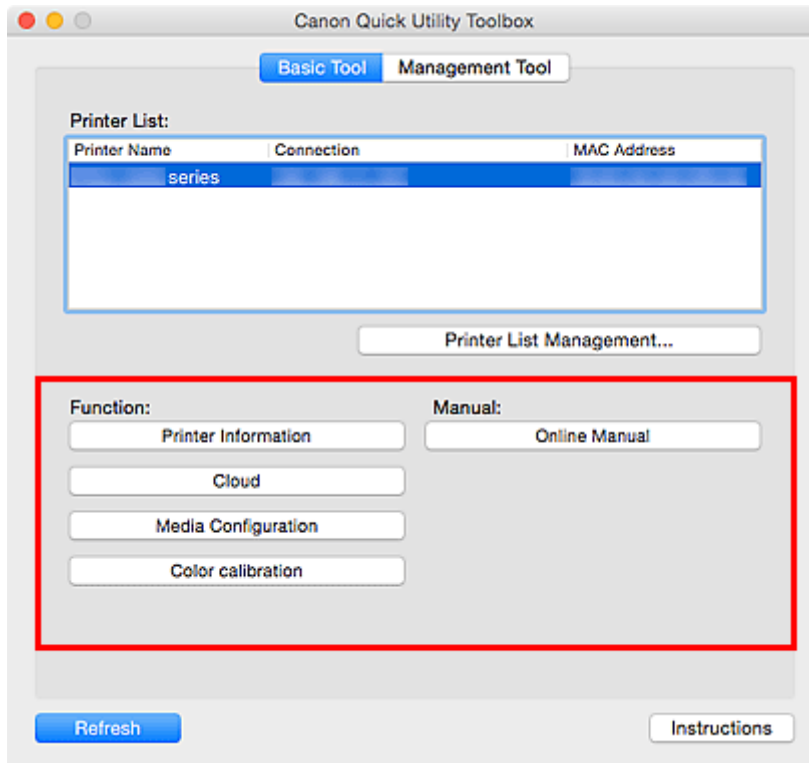 Canon Quick Utility Toolbox
Basic Tool Management Tool
Printer List:
Printer Name Connection MAC Address
series
Printer List Management...
Function: Manual:
Printer Information Online Manual
Cloud
Media Configuration
Color calibration
Refresh Instructions